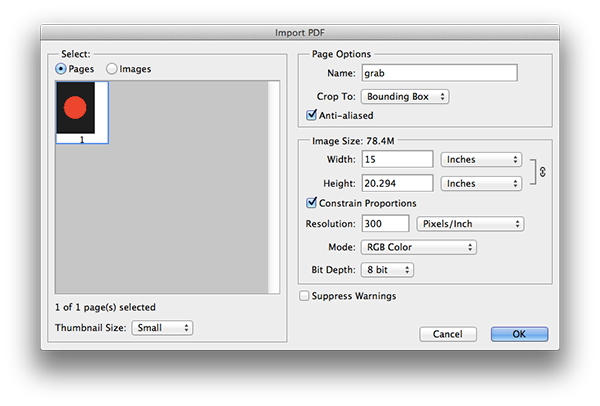 Import PDF
Select:
Pages Images
1
1 of 1 page(s) selected
Thumbnail Size: Small
Page Options
Name: grab
Crop To: Bounding Box
Anti-aliased
Image Size: 78.4M
Width: 15 Inches
Height: 20.294 Inches
Constrain Proportions
Resolution: 300 Pixels/Inch
Mode: RGB Color
Bit Depth: 8 bit
Suppress Warnings
Cancel OK